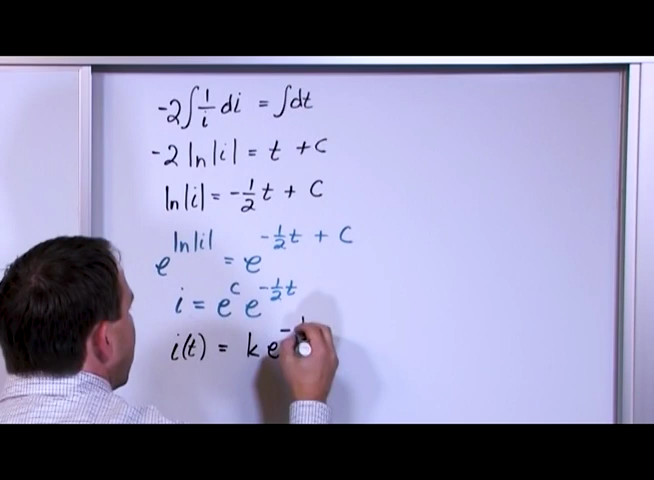 -2∫1/i di = ∫dt
-2 ln|i| = t + C
ln|i| = -1/2 t + C
e^ln|i| = e^(-1/2 t + C)
i = e^C e^(-1/2 t)
i(t) = k e^-